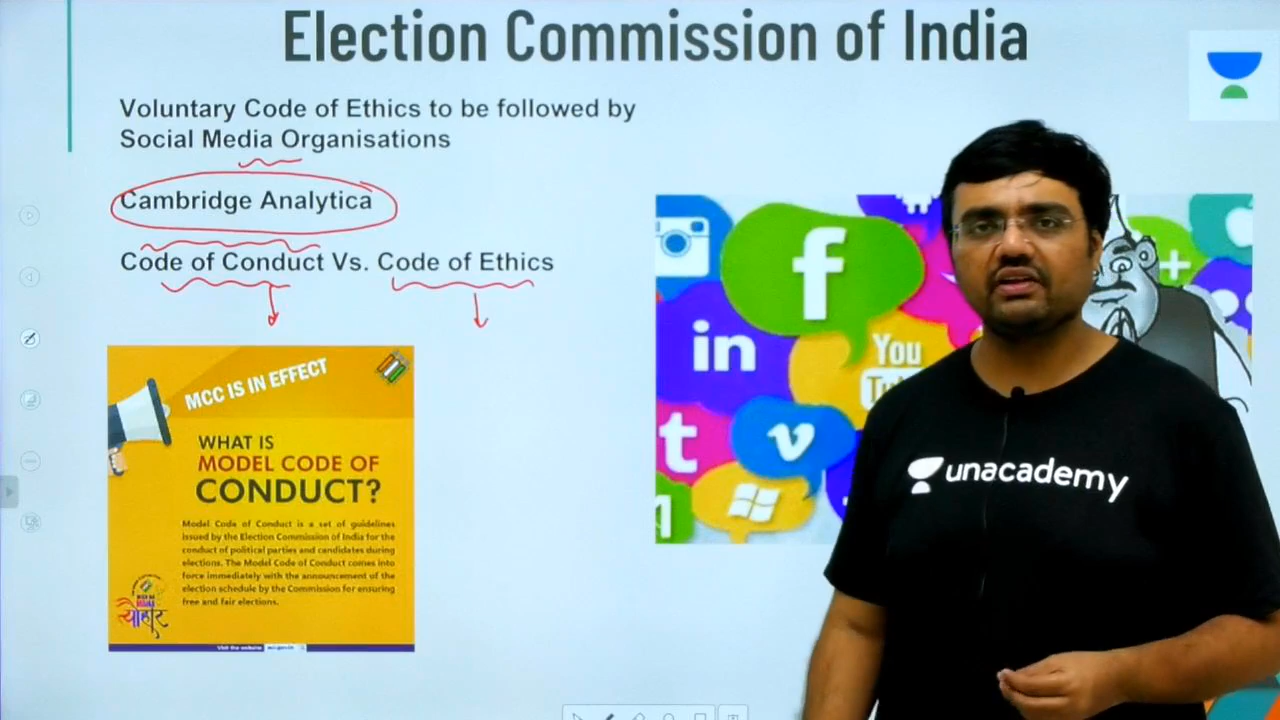 Election Commission of India
Voluntary Code of Ethics to be followed by
Social Media Organisations
Cambridge Analytica
Code of Conduct Vs. Code of Ethics
MCC IS IN EFFECT
WHAT IS
MODEL CODE OF
CONDUCT?
Model Code of Conduct is a set of guidelines
issued by the Election Commission of India for the
conduct of political parties and candidates during
elections. The Model Code of Conduct comes into
force immediately with the announcement of the
election schedule by the Commission for ensuring
free and fair elections.
त्यौहार
Visit the website
f
in
You
t
v
unacademy